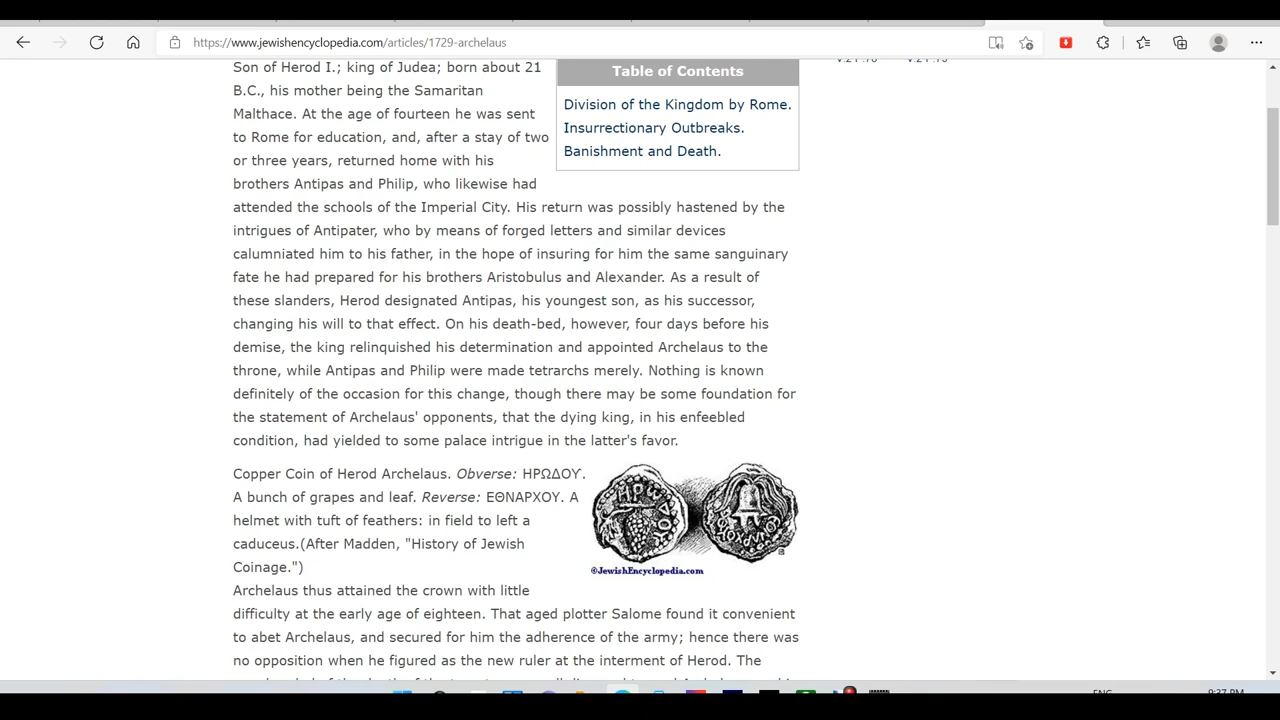 https://www.jewishencyclopedia.com/articles/1729-archelaus
Son of Herod I.; king of Judea; born about 21
B.C., his mother being the Samaritan
Malthace. At the age of fourteen he was sent
to Rome for education, and, after a stay of two
or three years, returned home with his
brothers Antipas and Philip, who likewise had
attended the schools of the Imperial City. His return was possibly hastened by the
intrigues of Antipater, who by means of forged letters and similar devices
calumniated him to his father, in the hope of insuring for him the same sanguinary
fate he had prepared for his brothers Aristobulus and Alexander. As a result of
these slanders, Herod designated Antipas, his youngest son, as his successor,
changing his will to that effect. On his death-bed, however, four days before his
demise, the king relinquished his determination and appointed Archelaus to the
throne, while Antipas and Philip were made tetrarchs merely. Nothing is known
definitely of the occasion for this change, though there may be some foundation for
the statement of Archelaus' opponents, that the dying king, in his enfeebled
condition, had yielded to some palace intrigue in the latter's favor.
Table of Contents
Division of the Kingdom by Rome.
Insurrectionary Outbreaks.
Banishment and Death.
Copper Coin of Herod Archelaus. Obverse: ΗΡΩΔΟΥ.
A bunch of grapes and leaf. Reverse: ΕΘΝΑΡΧΟΥ. A
helmet with tuft of feathers: in field to left a
caduceus.(After Madden, "History of Jewish
Coinage.")
©JewishEncyclopedia.com
Archelaus thus attained the crown with little
difficulty at the early age of eighteen. That aged plotter Salome found it convenient
to abet Archelaus, and secured for him the adherence of the army; hence there was
no opposition when he figured as the new ruler at the interment of Herod. The
ENG
9:37 PM